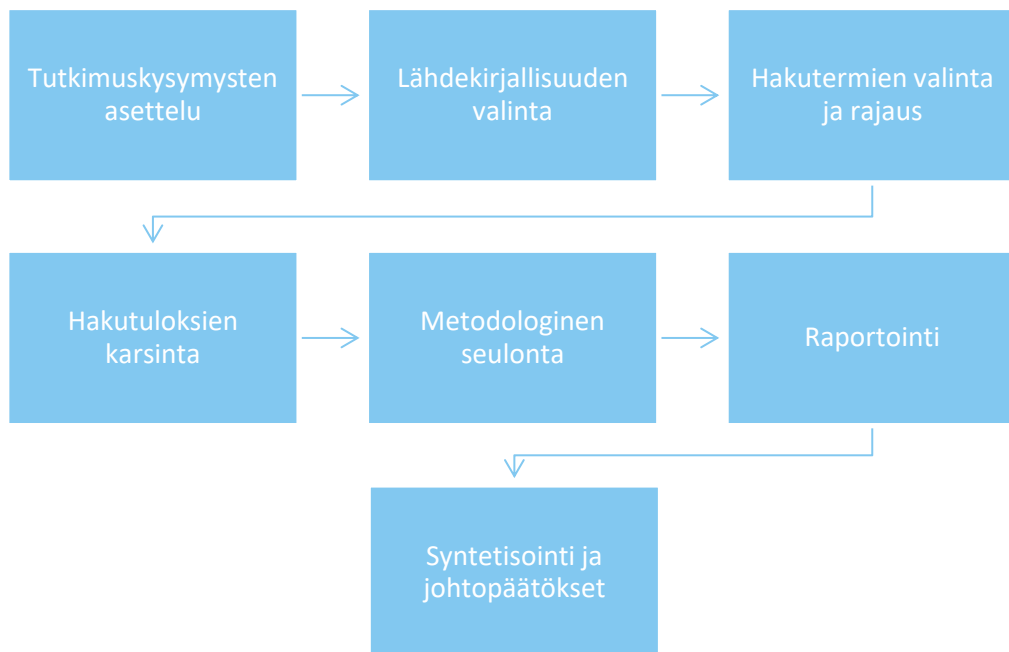 Tutkimuskysymysten
asettelu
Lähdekirjallisuuden
valinta
Hakutermien valinta
ja rajaus
Hakutuloksien
karsinta
Metodologinen
seulonta
Raportointi
Syntetisointi ja
johtopäätökset